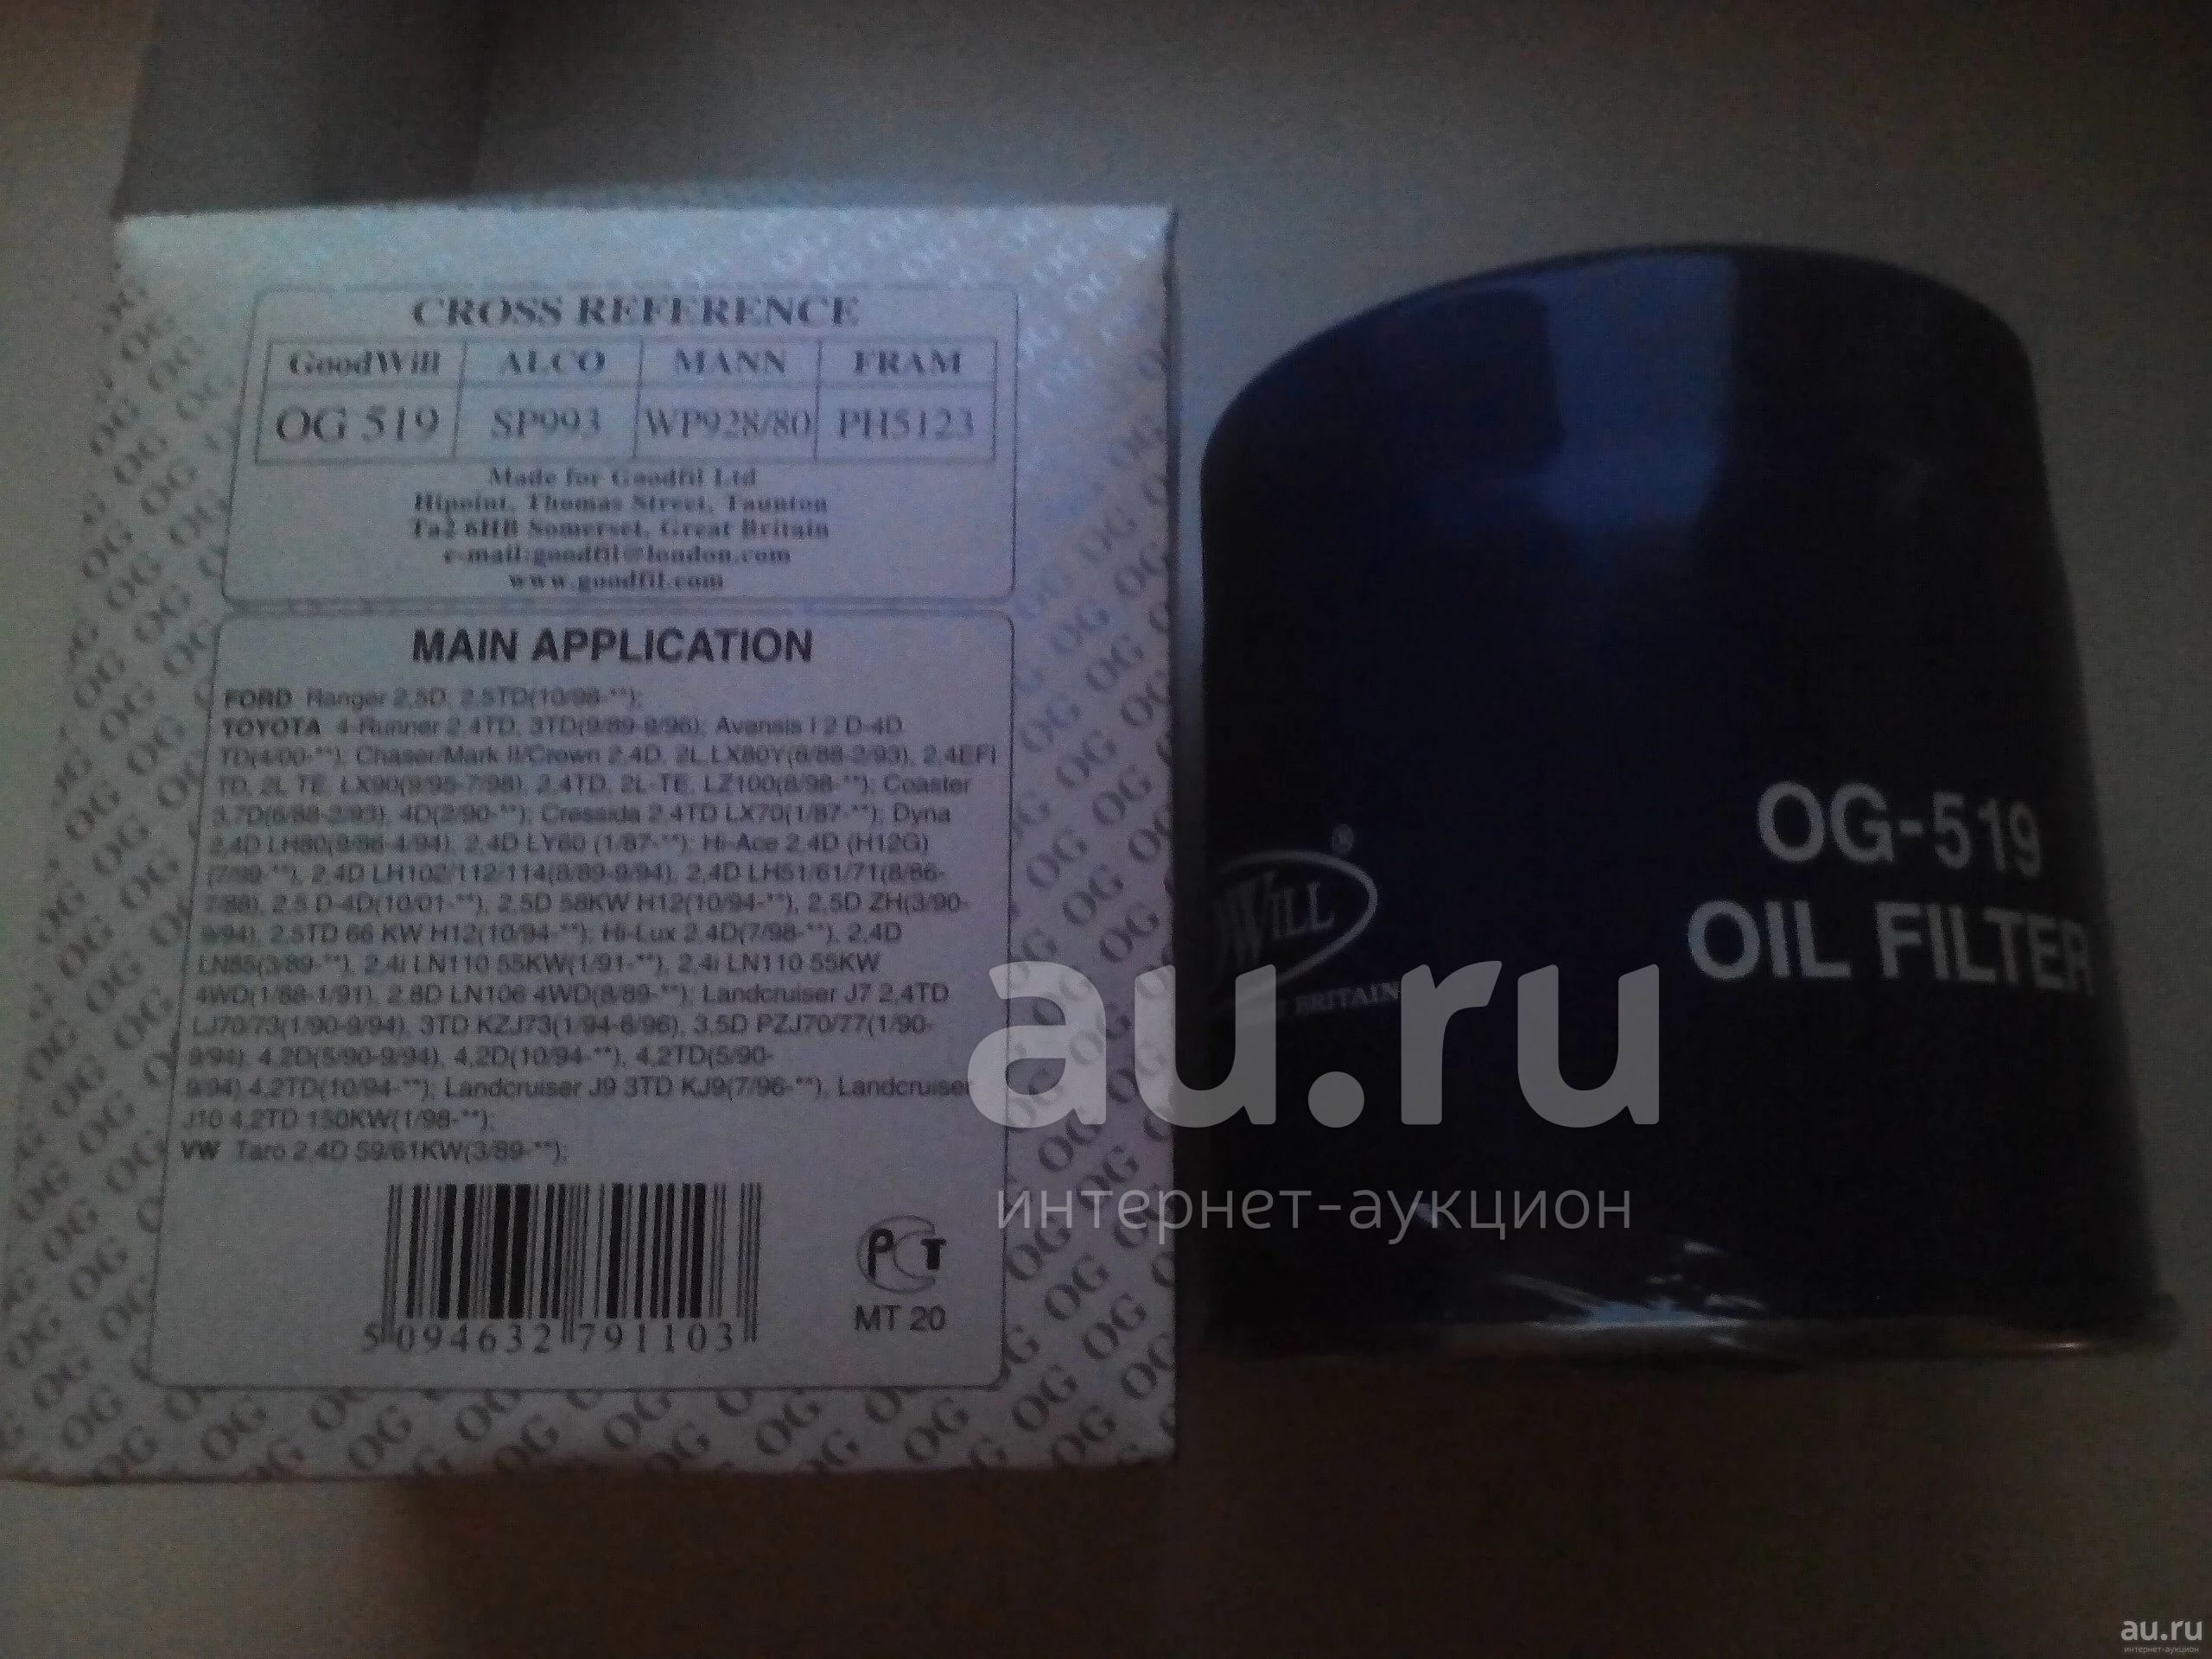 CROSS REFERENCE
GoodWill ALCO MANN FRAM
OG 519 SP993 WP928/80 PH5123
Made for Goodfil Ltd
Hipoint, Thomas Street, Taunton
Ta2 6HB Somerset, Great Britain
e-mail:goodfil@london.com
www.goodfil.com
MAIN APPLICATION
FORD Ranger 2,5D, 2.5TD(10/98-**);
TOYOTA 4-Runner 2,4TD, 3TD(9/89-9/96); Avensis I 2 D-4D
TD(4/00-**); Chaser/Mark II/Crown 2,4D, 2L,LX80Y(8/88-2/93), 2,4EFI
TD, 2L TE, LX90(9/95-7/98), 2,4TD, 2L-TE, LZ100(8/98-**); Coaster
3,7D(6/88-2/93), 4D(2/90-**); Cressida 2,4TD LX70(1/87-**); Dyna
2,4D LH80(9/86-4/94), 2,4D LY60 (1/87-**); Hi-Ace 2,4D (H12G)
(7/99-**), 2,4D LH102/112/114(8/89-9/94), 2,4D LH51/61/71(8/86-
7/88), 2,5 D-4D(10/01-**), 2,5D 58KW H12(10/94-**), 2,5D ZH(3/90-
9/94), 2,5TD 66 KW H12(10/94-**); Hi-Lux 2,4D(7/98-**), 2,4D
LN85(3/89-**), 2,4i LN110 55KW(1/91-**), 2,4i LN110 55KW
4WD(1/88-1/91), 2,8D LN106 4WD(8/89-**); Landcruiser J7 2,4TD
LJ70/73(1/90-9/94), 3TD KZJ73(1/94-6/96), 3,5D PZJ70/77(1/90-
9/94), 4,2D(5/90-9/94), 4,2D(10/94-**), 4,2TD(5/90-
9/94) 4,2TD(10/94-**); Landcruiser J9 3TD KJ9(7/96-**), Landcruiser
J10 4,2TD 150KW(1/98-**);
VW Taro 2,4D 59/61KW(3/89-**);
5 094632 791103
РСТ
MT 20
WILL
®
BRITAIN
OG-519
OIL FILTER
au.ru
интернет-аукцион
au.ru
интернет-аукцион